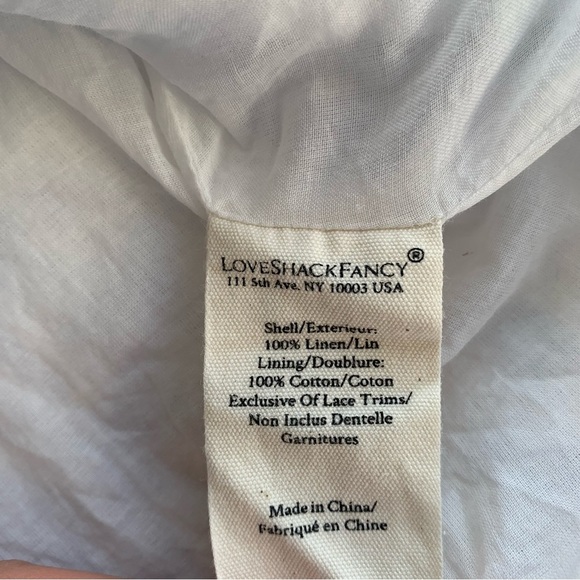 LOVESHACKFANCY®
111 5th Ave. NY 10003 USA
Shell/Exterieur:
100% Linen/Lin
Lining/Doublure:
100% Cotton/Coton
Exclusive Of Lace Trims/
Non Inclus Dentelle
Garnitures
Made in China/
Fabriqué en Chine